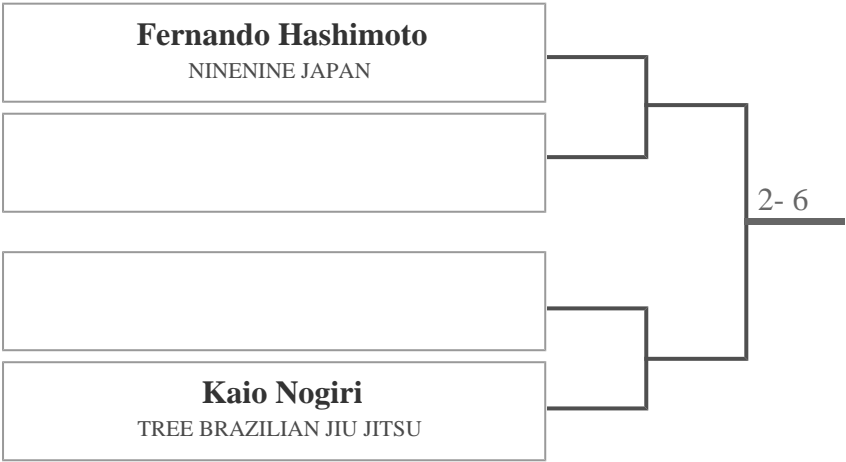 Fernando Hashimoto
NINENINE JAPAN
2- 6
Kaio Nogiri
TREE BRAZILIAN JIU JITSU